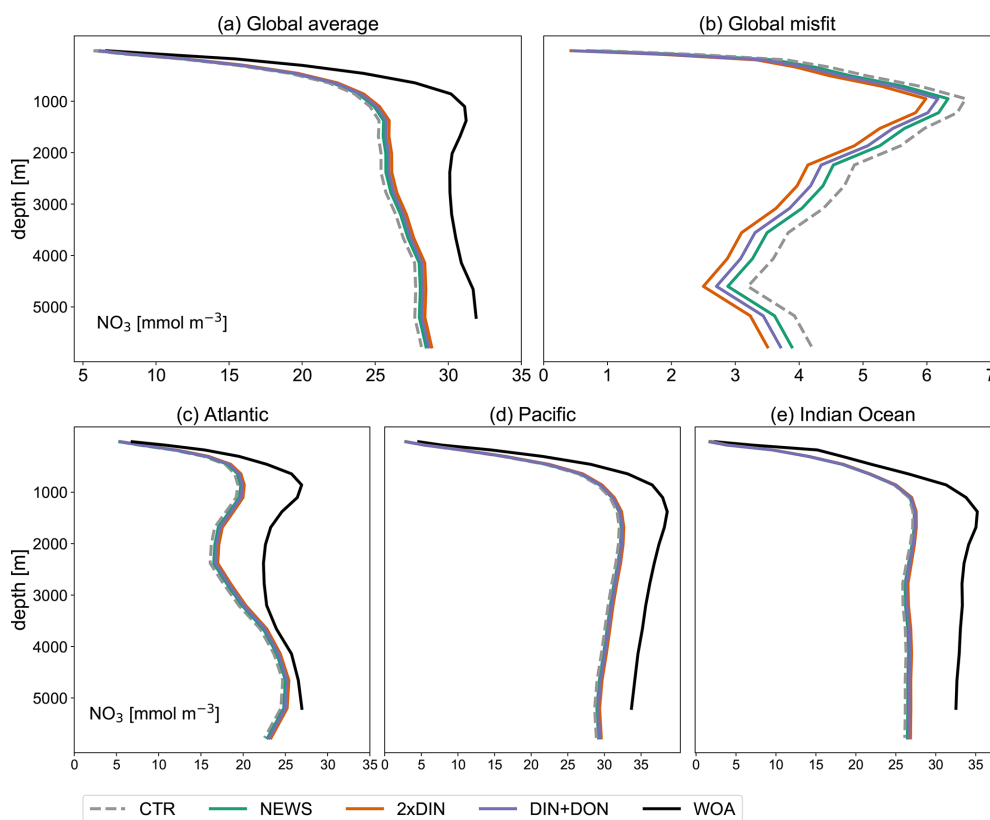 (a) Global average
(b) Global misfit
1000
2000
3000
4000
5000
depth [m]
NO₃ [mmol m⁻³]
5 10 15 20 25 30 35
0 1 2 3 4 5 6 7
(c) Atlantic
(d) Pacific
(e) Indian Ocean
1000
2000
3000
4000
5000
depth [m]
NO₃ [mmol m⁻³]
0 5 10 15 20 25 30 35
0 5 10 15 20 25 30 35
0 5 10 15 20 25 30 35
CTR NEWS 2xDIN DIN+DON WOA